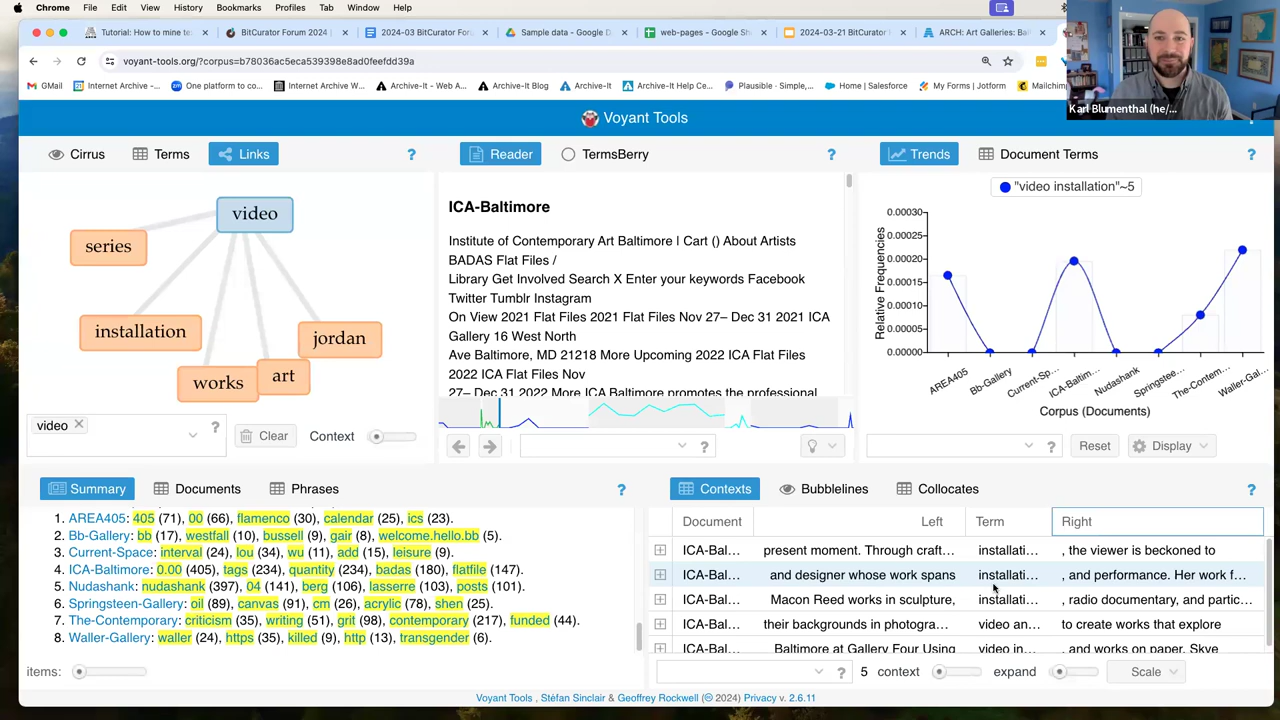 Chrome File Edit View History Bookmarks Profiles Tab Window Help
Tutorial: How to mine te BitCurator Forum 2024 | 2024-03 BitCurator Foru Sample data - Google D web-pages - Google She 2024-03-21 BitCurator ARCH: Art Galleries: Bal
voyant-tools.org/?corpus=b78036ac5eca539398e8ad0feefdd39a
GMail Internet Archive -... One platform to co... Internet Archive W... Archive-It - Web A... Archive-It Blog Archive-It Archive-It Help Ce... Plausible · Simple,... Home | Salesforce My Forms | Jotform Mailchim
Karl Blumenthal (he/...
Voyant Tools
Cirrus Terms Links ? Reader TermsBerry ? Trends Document Terms ?
video
series
installation
jordan
works
art
video ✕ ? Clear Context
ICA-Baltimore
Institute of Contemporary Art Baltimore | Cart () About Artists
BADAS Flat Files /
Library Get Involved Search X Enter your keywords Facebook
Twitter Tumblr Instagram
On View 2021 Flat Files 2021 Flat Files Nov 27– Dec 31 2021 ICA
Gallery 16 West North
Ave Baltimore, MD 21218 More Upcoming 2022 ICA Flat Files
2022 ICA Flat Files Nov
27– Dec 31 2022 More ICA Baltimore promotes the professional
?
"video installation"~5
Relative Frequencies
0.00030
0.00025
0.00020
0.00015
0.00010
0.00005
0.00000
AREA405 Bb-Gallery Current-Sp... ICA-Baltim... Nudashank Springstee... The-Contem... Waller-Gal...
Corpus (Documents)
? Reset Display
Summary Documents Phrases ?
1. AREA405: 405 (71), 00 (66), flamenco (30), calendar (25), ics (23).
2. Bb-Gallery: bb (17), westfall (10), bussell (9), gair (8), welcome.hello.bb (5).
3. Current-Space: interval (24), lou (34), wu (11), add (15), leisure (9).
4. ICA-Baltimore: 0.00 (405), tags (234), quantity (234), badas (180), flatfile (147).
5. Nudashank: nudashank (397), 04 (141), berg (106), lasserre (103), posts (101).
6. Springsteen-Gallery: oil (89), canvas (91), cm (26), acrylic (78), shen (25).
7. The-Contemporary: criticism (35), writing (51), grit (98), contemporary (217), funded (44).
8. Waller-Gallery: waller (24), https (35), killed (9), http (13), transgender (6).
items:
Contexts Bubblelines Collocates ?
Document Left Term Right
ICA-Bal... present moment. Through craft... installati... , the viewer is beckoned to
ICA-Bal... and designer whose work spans installati... , and performance. Her work f...
ICA-Bal... Macon Reed works in sculpture, installati... , radio documentary, and partic...
ICA-Bal... their backgrounds in photogra... video an... to create works that explore
ICA-Bal... Baltimore at Gallery Four Using video in... , and works on paper. Skye
? 5 context expand Scale
Voyant Tools , Stéfan Sinclair & Geoffrey Rockwell (cc 2024) Privacy v. 2.6.11